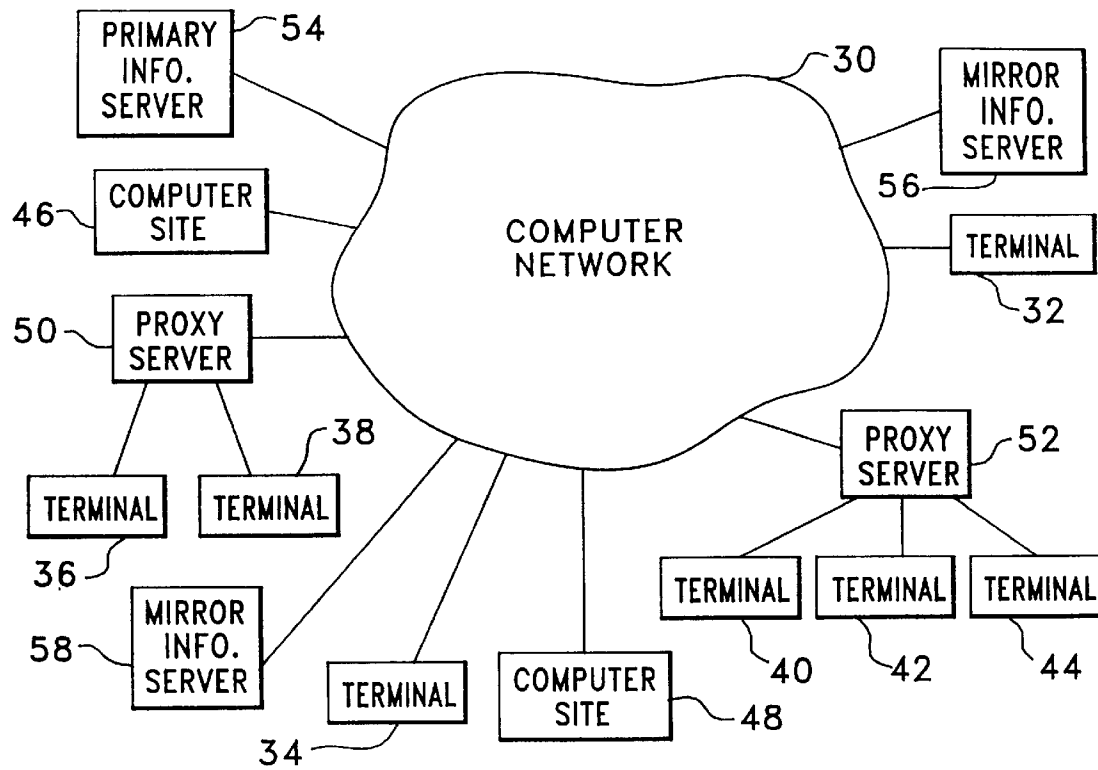 PRIMARY
INFO.
SERVER
54
30
MIRROR
INFO.
SERVER
56
COMPUTER
SITE
46
COMPUTER
NETWORK
TERMINAL
32
PROXY
SERVER
50
38
TERMINAL
36
TERMINAL
PROXY
SERVER
52
TERMINAL
40
TERMINAL
42
TERMINAL
44
MIRROR
INFO.
SERVER
58
TERMINAL
34
COMPUTER
SITE
48